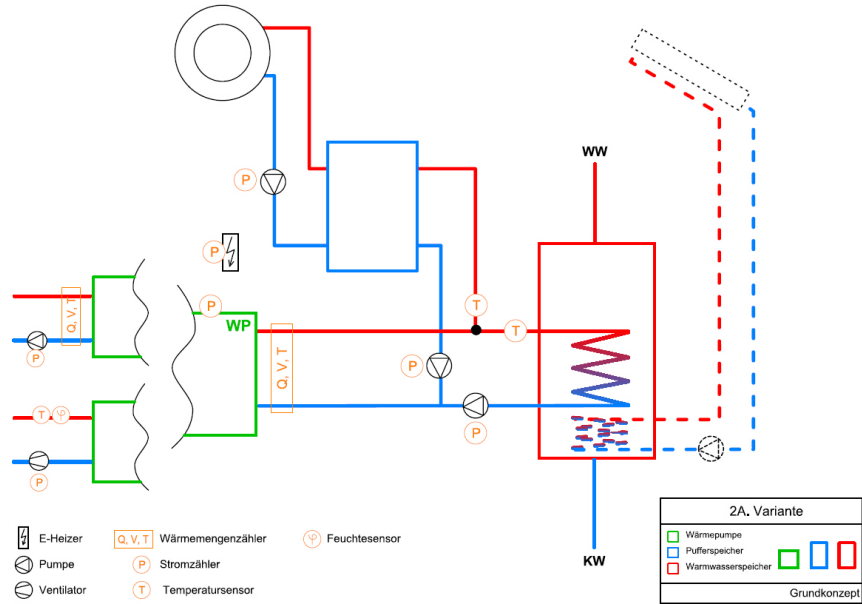 P
WW
P
P
T
WP
Q, V, T
T
Q, V, T
P
P
T
φ
P
P
KW
E-Heizer
Q, V, T
Wärmemengenzähler
φ
Feuchtesensor
Pumpe
P
Stromzähler
Ventilator
T
Temperatursensor
2A. Variante
Wärmepumpe
Pufferspeicher
Warmwasserspeicher
Grundkonzept